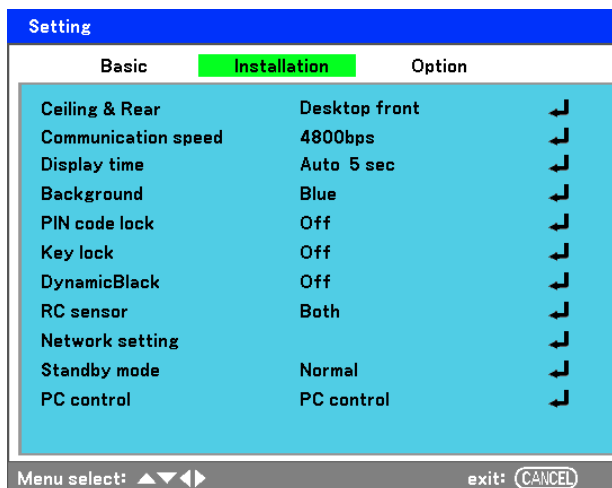 Setting
Basic Installation Option
Ceiling & Rear Desktop front
Communication speed 4800bps
Display time Auto 5 sec
Background Blue
PIN code lock Off
Key lock Off
DynamicBlack Off
RC sensor Both
Network setting
Standby mode Normal
PC control PC control
Menu select: ▲▼◀▶ exit: CANCEL